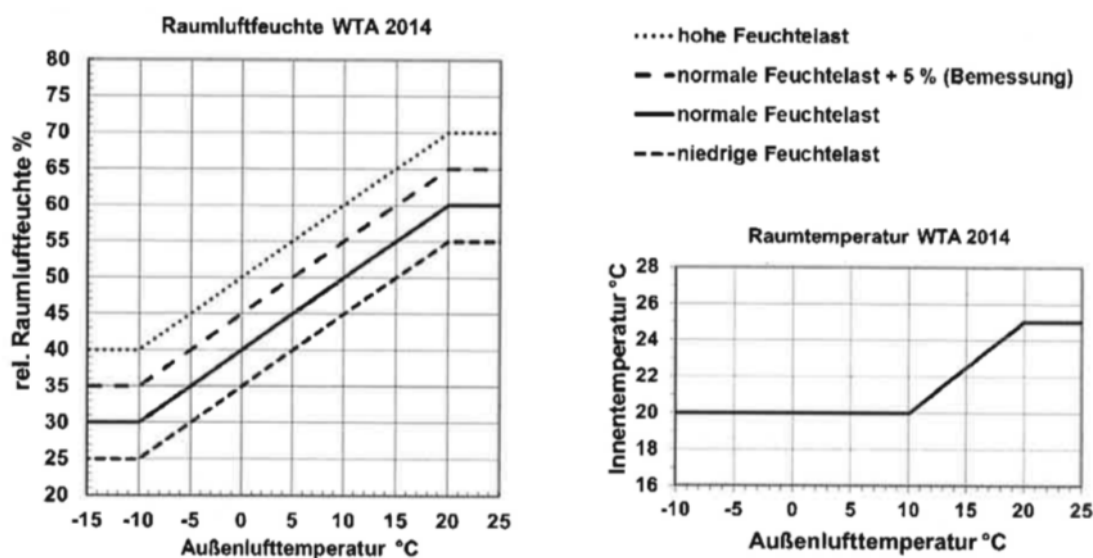 Raumluftfeuchte WTA 2014
rel. Raumluftfeuchte %
80
75
70
65
60
55
50
45
40
35
30
25
20
-15 -10 -5 0 5 10 15 20 25
Außenlufttemperatur °C
hohe Feuchtelast
normale Feuchtelast + 5 % (Bemessung)
normale Feuchtelast
niedrige Feuchtelast
Raumtemperatur WTA 2014
Innentemperatur °C
28
26
24
22
20
18
16
-10 -5 0 5 10 15 20 25
Außenlufttemperatur °C